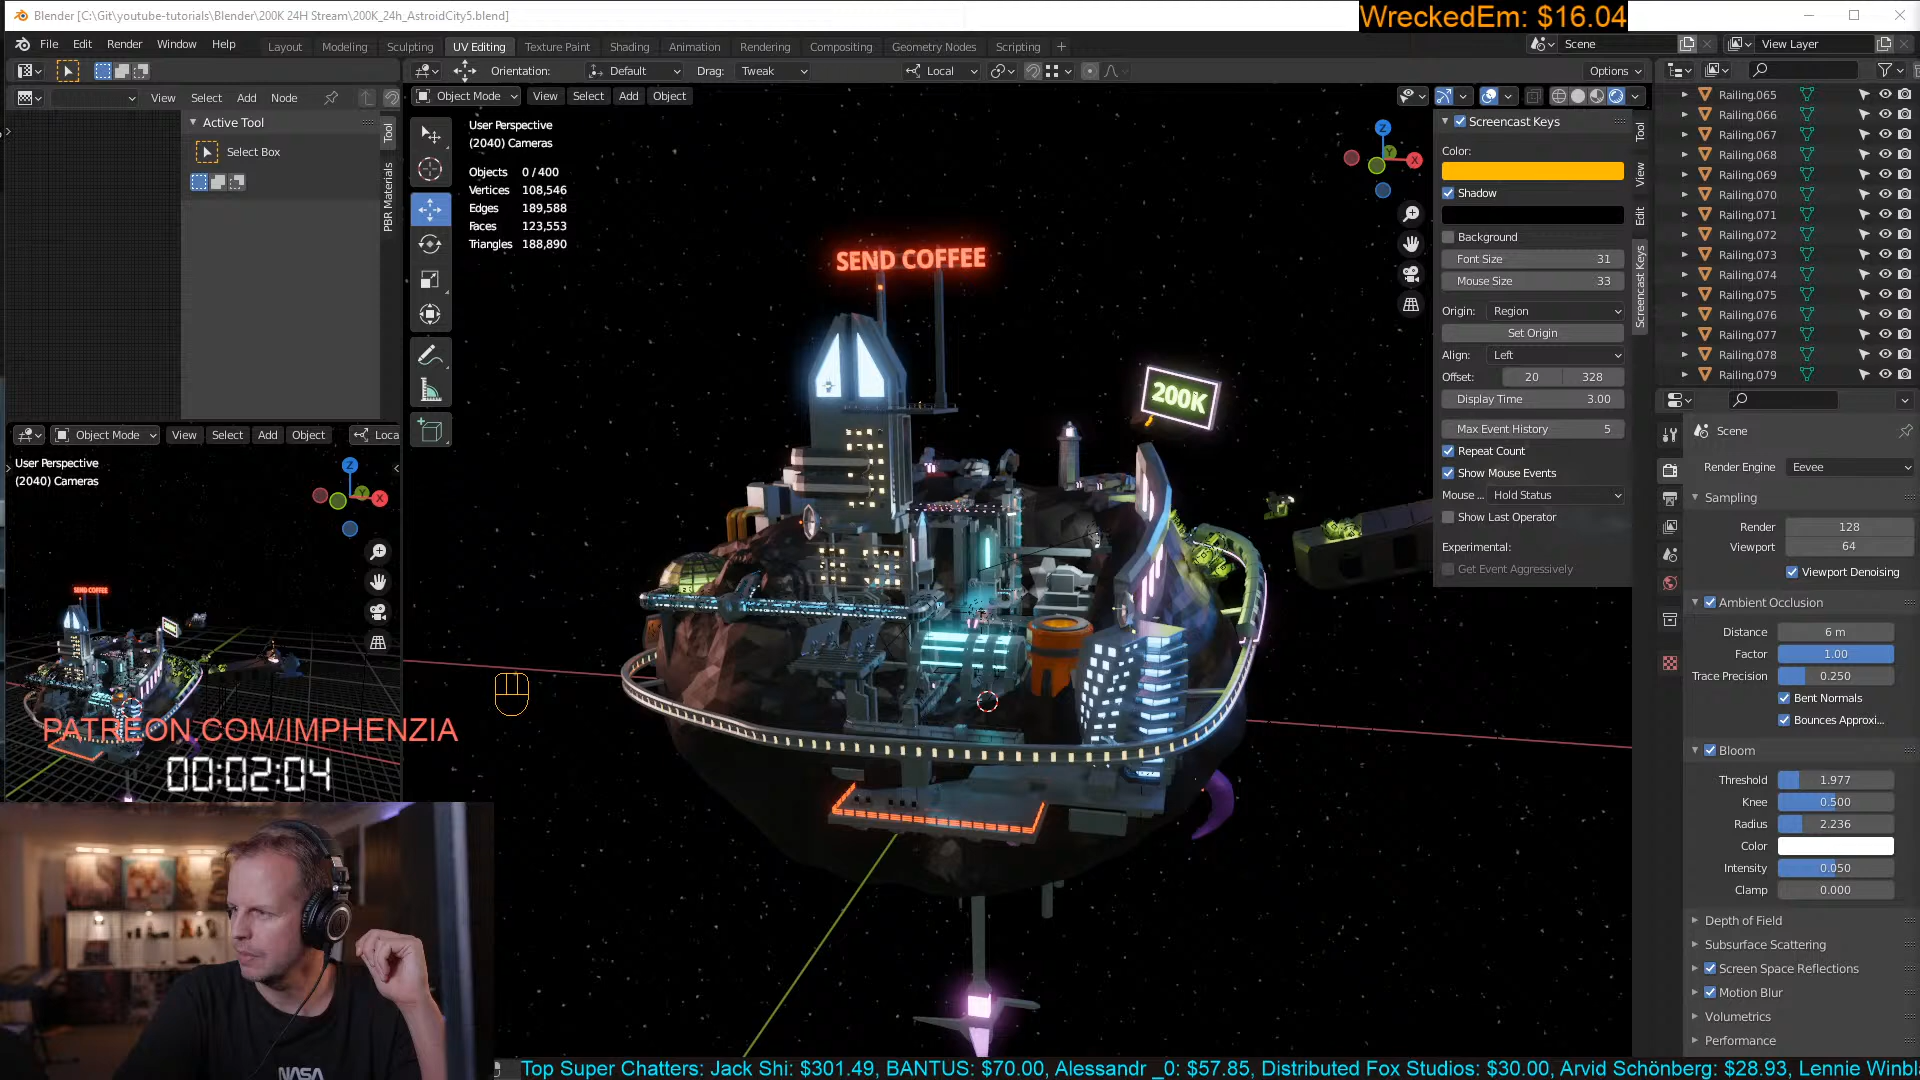 Blender [C:\Git\youtube-tutorials\Blender\200K 24H Stream\200K_24h_AstroidCity5.blend]
WreckedEm: $16.04
File Edit Render Window Help
Layout Modeling Sculpting UV Editing Texture Paint Shading Animation Rendering Compositing Geometry Nodes Scripting +
Scene
View Layer
Orientation: Default Drag: Tweak Local Options
View Select Add Node
Object Mode View Select Add Object
Active Tool
Select Box
Tool
PBR Materials
User Perspective
(2040) Cameras
Objects 0 / 400
Vertices 108,546
Edges 189,588
Faces 123,553
Triangles 188,890
SEND COFFEE
200K
Screencast Keys
Color:
Shadow
Background
Font Size 31
Mouse Size 33
Origin: Region
Set Origin
Align: Left
Offset: 20 328
Display Time 3.00
Max Event History 5
Repeat Count
Show Mouse Events
Mouse ... Hold Status
Show Last Operator
Experimental:
Get Event Aggressively
Tool
View
Edit
Screencast Keys
Z
Y
X
Railing.065
Railing.066
Railing.067
Railing.068
Railing.069
Railing.070
Railing.071
Railing.072
Railing.073
Railing.074
Railing.075
Railing.076
Railing.077
Railing.078
Railing.079
Scene
Render Engine Eevee
Sampling
Render 128
Viewport 64
Viewport Denoising
Ambient Occlusion
Distance 6 m
Factor 1.00
Trace Precision 0.250
Bent Normals
Bounces Approxi...
Bloom
Threshold 1.977
Knee 0.500
Radius 2.236
Color
Intensity 0.050
Clamp 0.000
Depth of Field
Subsurface Scattering
Screen Space Reflections
Motion Blur
Volumetrics
Performance
Object Mode View Select Add Object Loca
User Perspective
(2040) Cameras
Z
Y
X
SEND COFFEE
PATREON.COM/IMPHENZIA
00:02:04
NASA
Top Super Chatters: Jack Shi: $301.49, BANTUS: $70.00, Alessandr _0: $57.85, Distributed Fox Studios: $30.00, Arvid Schönberg: $28.93, Lennie Winbl